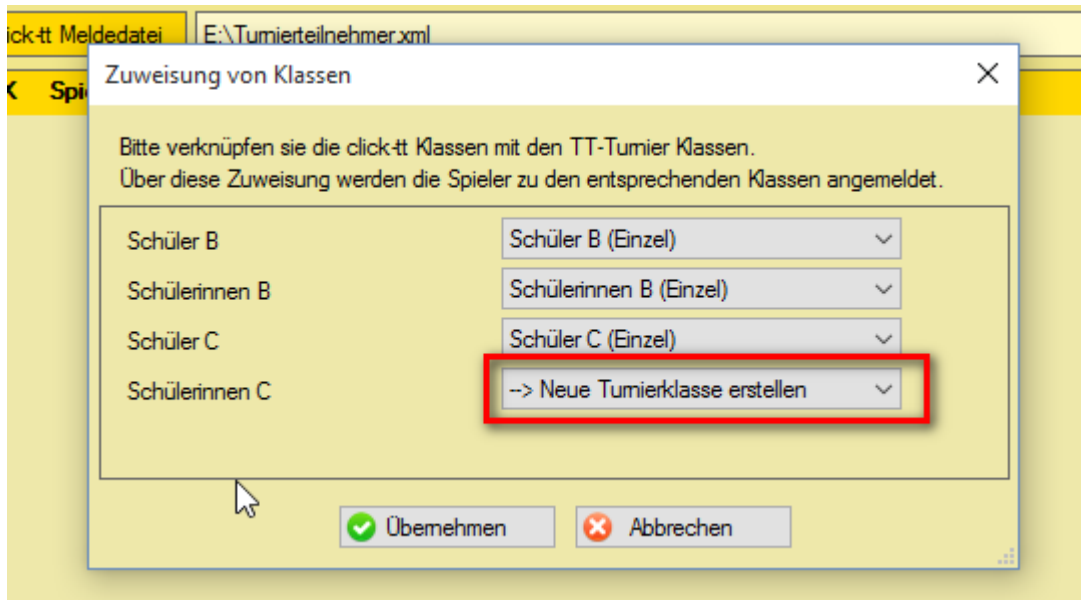 ick-tt Meldedatei E:\Turnierteilnehmer.xml
Zuweisung von Klassen
X Spi
Bitte verknüpfen sie die click-tt Klassen mit den TT-Turnier Klassen.
Über diese Zuweisung werden die Spieler zu den entsprechenden Klassen angemeldet.
Schüler B Schüler B (Einzel)
Schülerinnen B Schülerinnen B (Einzel)
Schüler C Schüler C (Einzel)
Schülerinnen C --> Neue Turnierklasse erstellen
Übernehmen Abbrechen